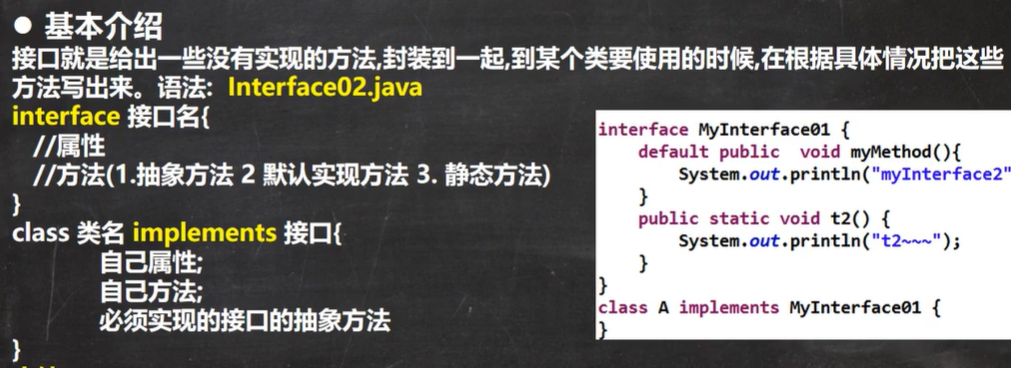 ● 基本介绍
接口就是给出一些没有实现的方法,封装到一起,到某个类要使用的时候,在根据具体情况把这些
方法写出来。语法: Interface02.java
interface 接口名{
//属性
//方法(1.抽象方法 2 默认实现方法 3. 静态方法)
}
class 类名 implements 接口{
自己属性;
自己方法;
必须实现的接口的抽象方法
}
interface MyInterface01 {
default public void myMethod(){
System.out.println("myInterface2"
}
public static void t2() {
System.out.println("t2~~~");
}
}
class A implements MyInterface01 {
}